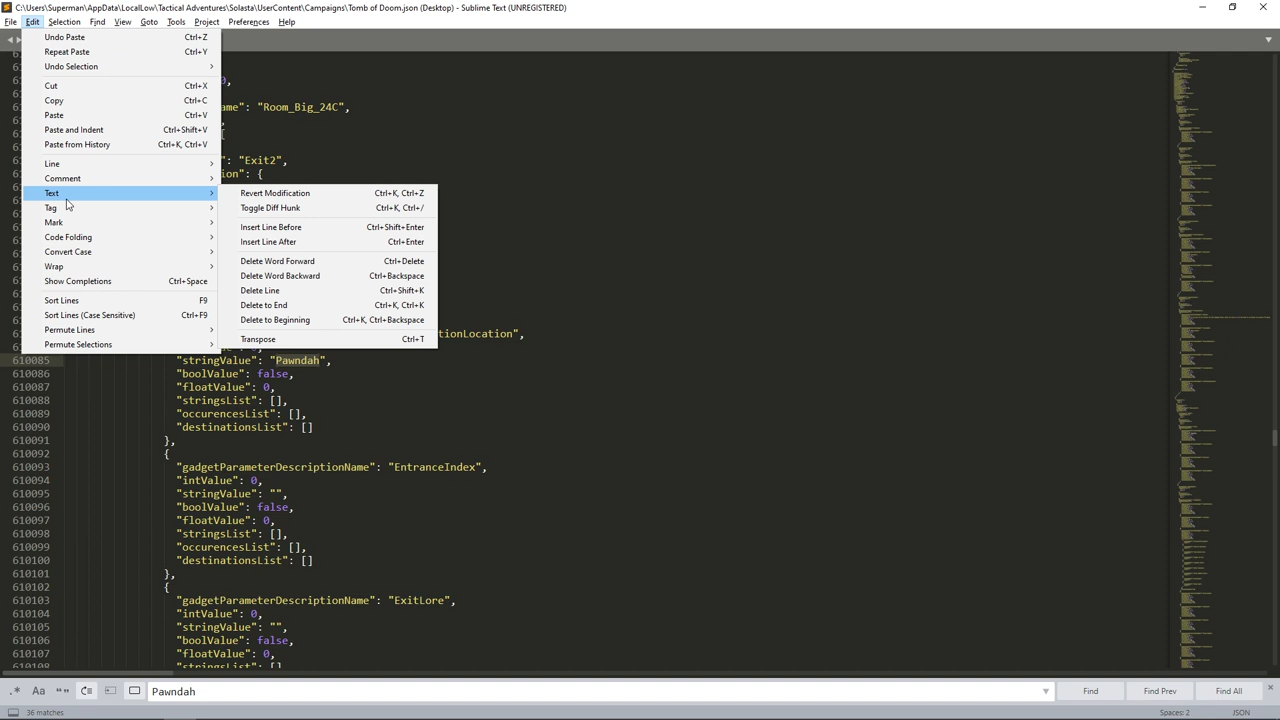 C:\Users\Superman\AppData\LocalLow\Tactical Adventures\Solasta\UserContent\Campaigns\Tomb of Doom.json (Desktop) - Sublime Text (UNREGISTERED)
File Edit Selection Find View Goto Tools Project Preferences Help
Undo Paste Ctrl+Z
Repeat Paste Ctrl+Y
Undo Selection
Cut Ctrl+X
Copy Ctrl+C
Paste Ctrl+V
Paste and Indent Ctrl+Shift+V
Paste from History Ctrl+K, Ctrl+V
Line
Comment
Text
Tag
Mark
Code Folding
Convert Case
Wrap
Show Completions Ctrl+Space
Sort Lines F9
Sort Lines (Case Sensitive) Ctrl+F9
Permute Lines
Permute Selections
Revert Modification Ctrl+K, Ctrl+Z
Toggle Diff Hunk Ctrl+K, Ctrl+/
Insert Line Before Ctrl+Shift+Enter
Insert Line After Ctrl+Enter
Delete Word Forward Ctrl+Delete
Delete Word Backward Ctrl+Backspace
Delete Line Ctrl+Shift+K
Delete to End Ctrl+K, Ctrl+K
Delete to Beginning Ctrl+K, Ctrl+Backspace
Transpose Ctrl+T
0,
ame": "Room_Big_24C",
[
": "Exit2",
ion": {
tionLocation",
610085 "stringValue": "Pawndah",
610086 "boolValue": false,
610087 "floatValue": 0,
610088 "stringsList": [],
610089 "occurencesList": [],
610090 "destinationsList": []
610091 },
610092 {
610093 "gadgetParameterDescriptionName": "EntranceIndex",
610094 "intValue": 0,
610095 "stringValue": "",
610096 "boolValue": false,
610097 "floatValue": 0,
610098 "stringsList": [],
610099 "occurencesList": [],
610100 "destinationsList": []
610101 },
610102 {
610103 "gadgetParameterDescriptionName": "ExitLore",
610104 "intValue": 0,
610105 "stringValue": "",
610106 "boolValue": false,
610107 "floatValue": 0,
610108 "stringsList": [],
.* Aa “” Pawndah Find Find Prev Find All
36 matches Spaces: 2 JSON